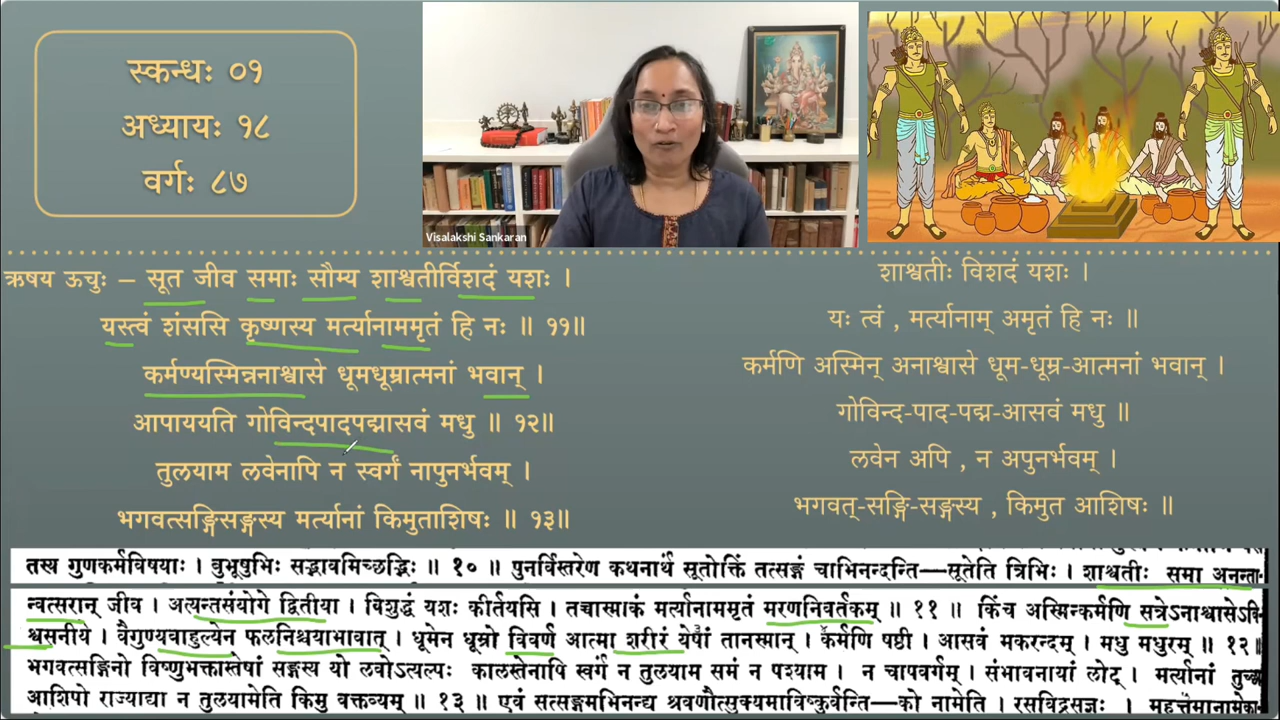 स्कन्धः ०१
अध्यायः १८
वर्गः ८७
Visalakshi Sankaran
ऋषय ऊचुः – सूत जीव समाः सौम्य शाश्वतीर्विशदं यशः ।
यस्त्वं शंससि कृष्णस्य मर्त्यानाममृतं हि नः ॥ ११॥
कर्मण्यस्मिन्ननाश्वासे धूमधूम्रात्मनां भवान् ।
आपाययति गोविन्दपादपद्मासवं मधु ॥ १२॥
तुलयाम लवेनापि न स्वर्गं नापुनर्भवम् ।
भगवत्सङ्गिसङ्गस्य मर्त्यानां किमुताशिषः ॥ १३॥
शाश्वतीः विशदं यशः ।
यः त्वं , मर्त्यानाम् अमृतं हि नः ॥
कर्मणि अस्मिन् अनाश्वासे धूम-धूम्र-आत्मनां भवान् ।
गोविन्द-पाद-पद्म-आसवं मधु ॥
लवेन अपि , न अपुनर्भवम् ।
भगवत्-सङ्गि-सङ्गस्य , किमुत आशिषः ॥
तस्य गुणकर्मविषयाः । बुभूषुभिः सद्भावमिच्छद्भिः ॥ १० ॥ पुनर्विस्तरेण कथनार्थं सूतोक्तिं तत्सङ्गं चाभिनन्दन्ति—सूतेति त्रिभिः । शाश्वतीः समा अनन्ता-
न्वत्सरान् जीव । अत्यन्तसंयोगे द्वितीया । विशुद्धं यशः कीर्तयसि । तच्चास्माकं मर्त्यानाममृतं मरणनिवर्तकम् ॥ ११ ॥ किंच अस्मिन्कर्मणि सत्रेऽनाश्वासेऽवि-
श्वसनीये । वैगुण्यबाहुल्येन फलनिश्चयाभावात् । धूमेन धूम्रो विवर्ण आत्मा शरीरं येषां तानस्मान् । कर्मणि षष्ठी । आसवं मकरन्दम् । मधु मधुरम् ॥ १२॥
भगवत्सङ्गिनो विष्णुभक्तास्तेषां सङ्गस्य यो लवोऽत्यल्पः कालस्तेनापि स्वर्गं न तुलयाम समं न पश्याम । न चापवर्गम् । संभावनायां लोट् । मर्त्यानां तुच्छा
आशिषो राज्याद्या न तुलयामेति किमु वक्तव्यम् ॥ १३ ॥ एवं सत्सङ्गमभिनन्द्य श्रवणौत्सुक्यमाविष्कुर्वन्ति—को नामेति । रसविद्रसज्ञः । महत्तमानामेका-